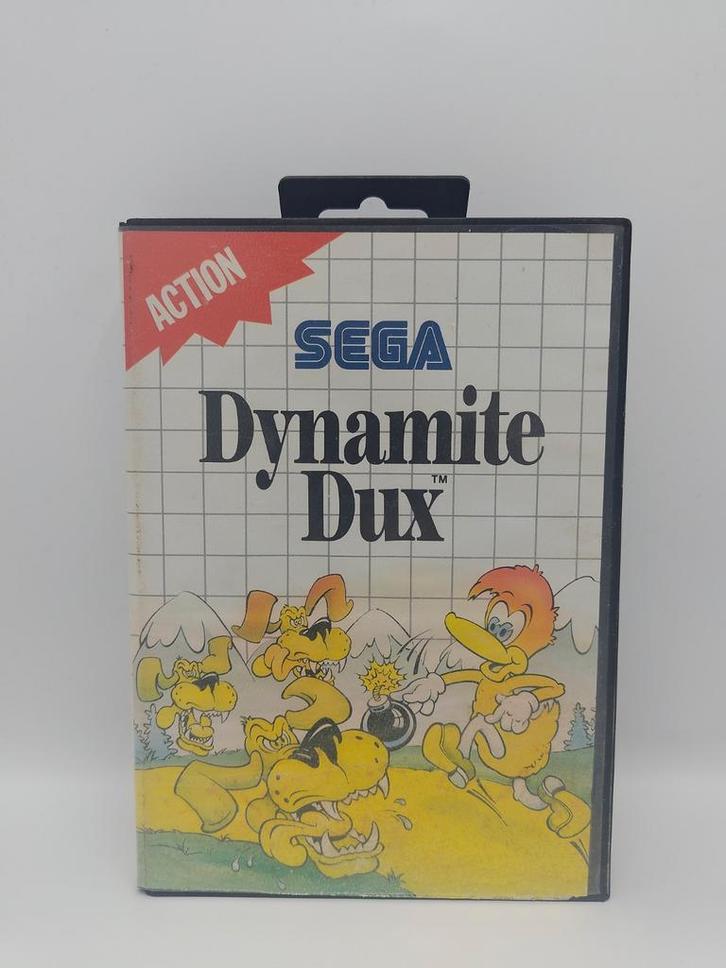 ACTION
SEGA
Dynamite
Dux™